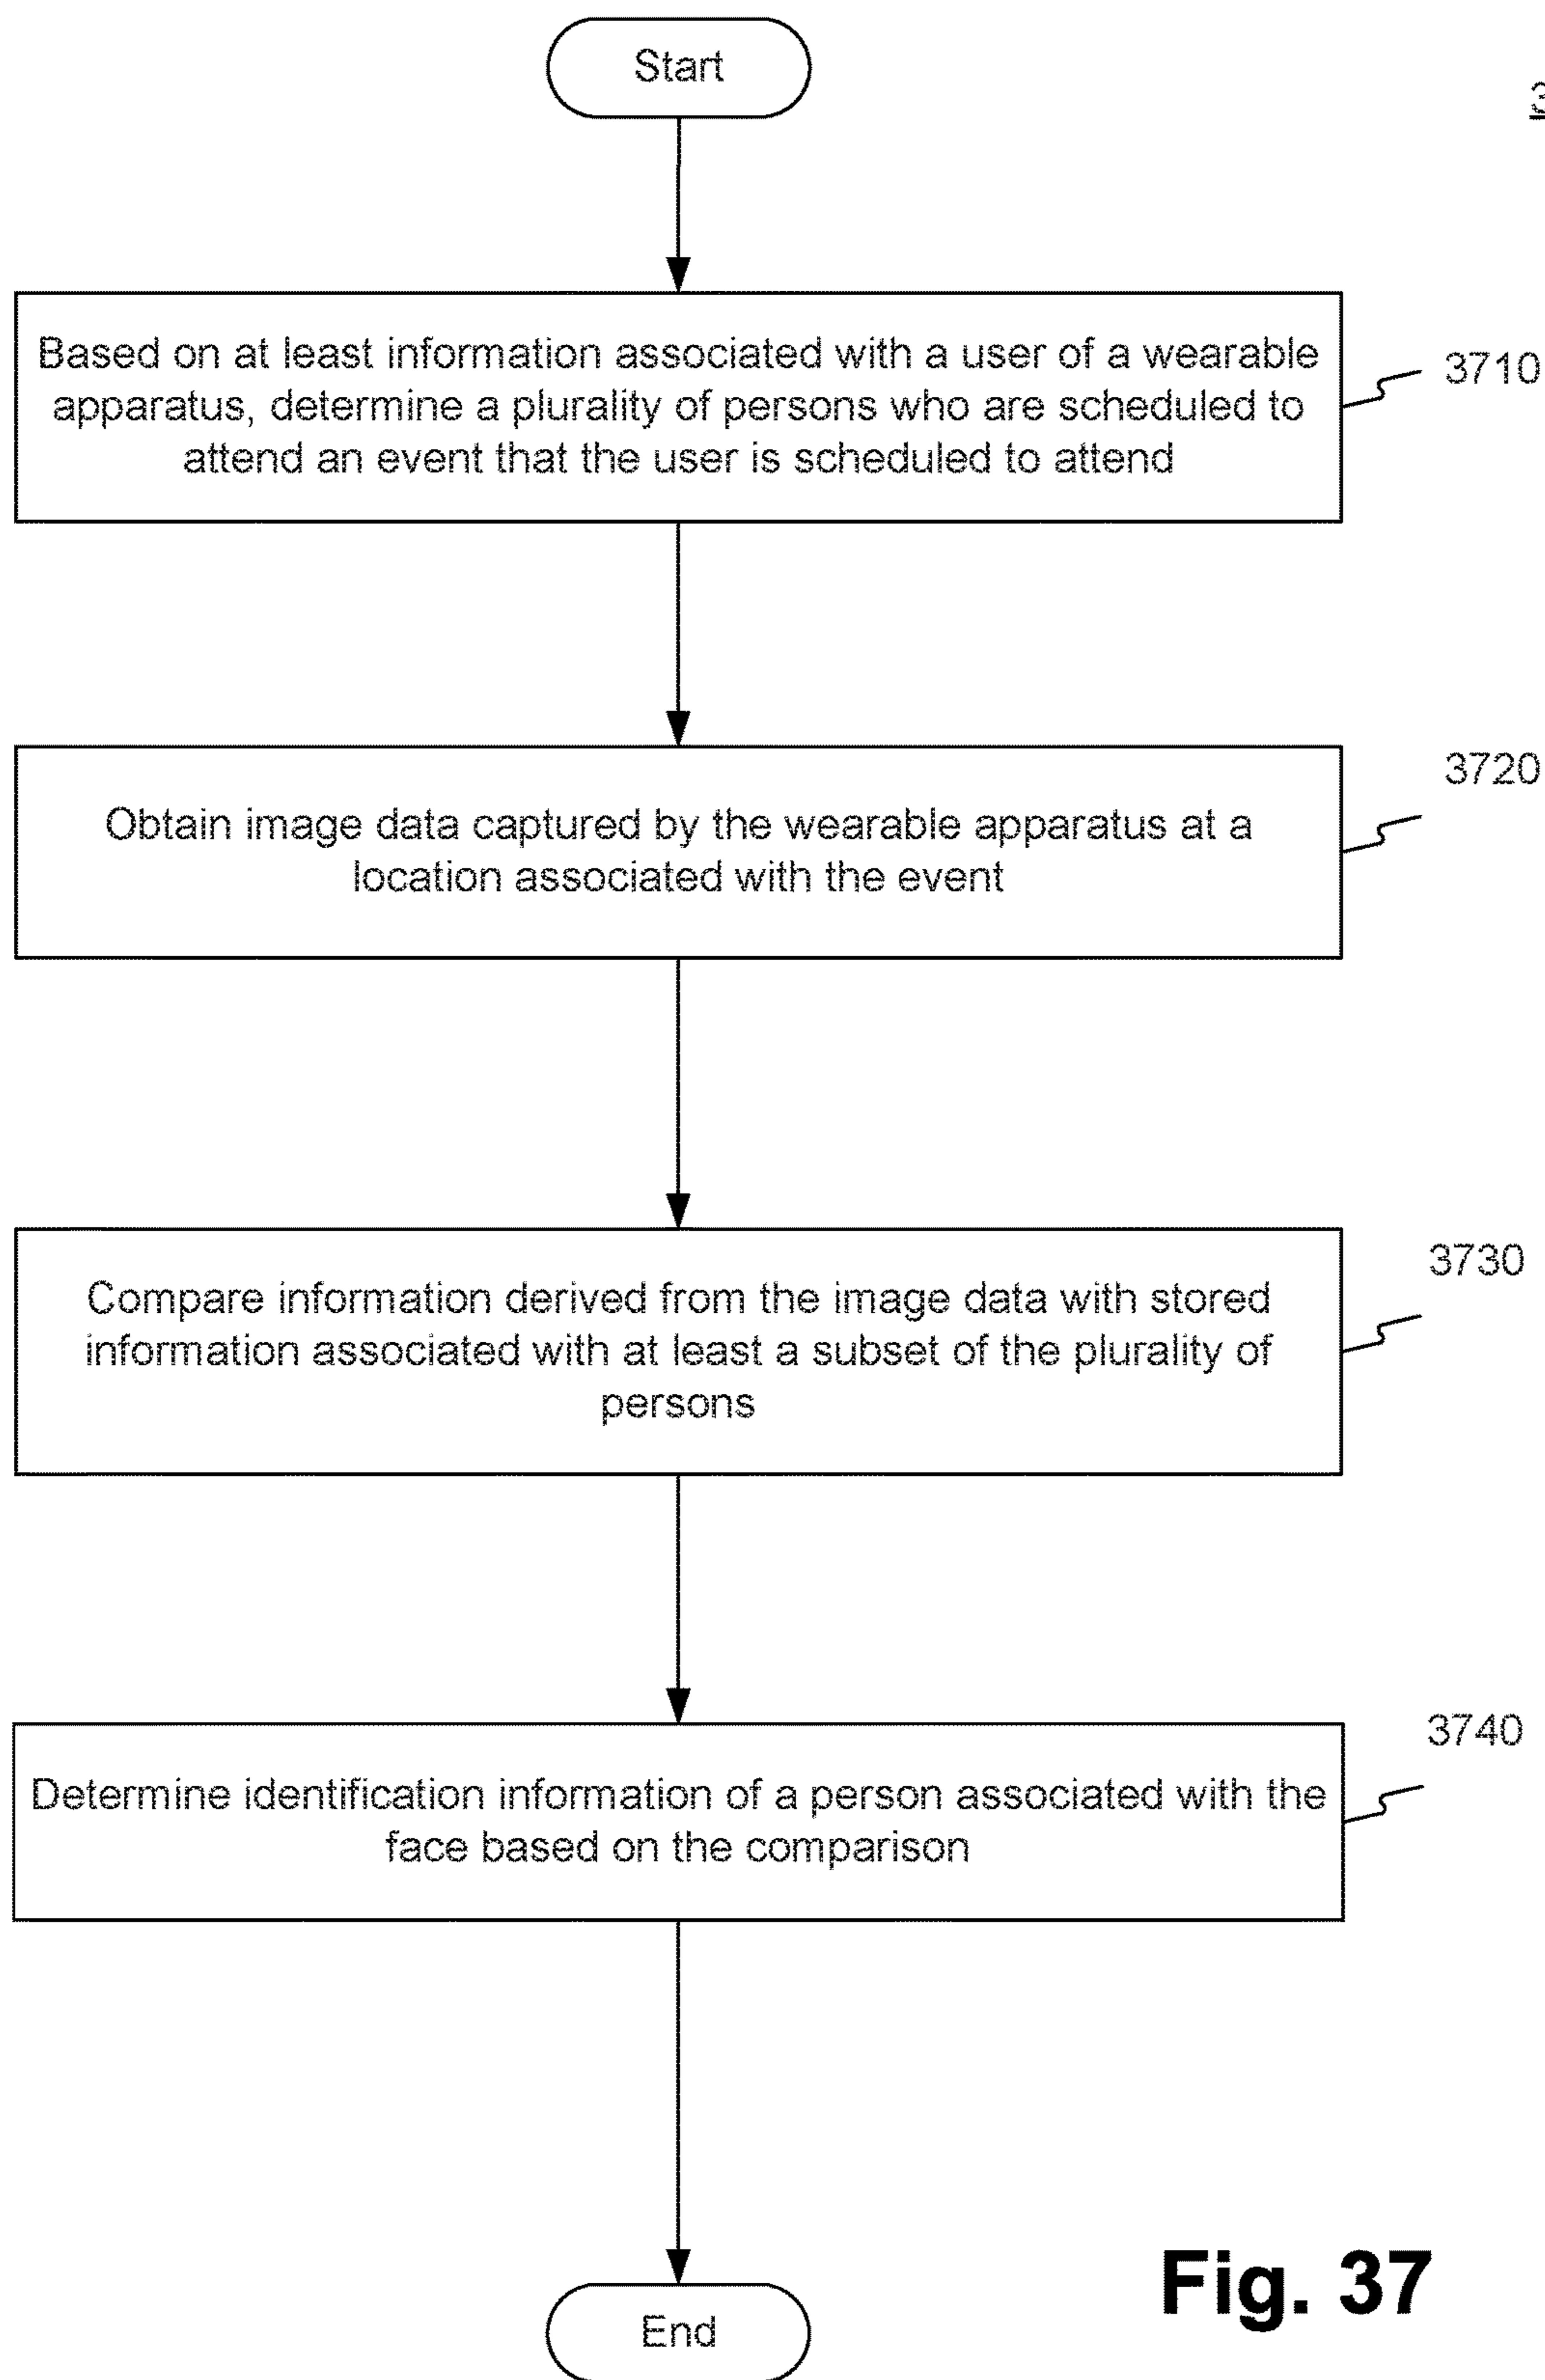 Start
Based on at least information associated with a user of a wearable
apparatus, determine a plurality of persons who are scheduled to
attend an event that the user is scheduled to attend
3710
Obtain image data captured by the wearable apparatus at a
location associated with the event
3720
Compare information derived from the image data with stored
information associated with at least a subset of the plurality of
persons
3730
Determine identification information of a person associated with the
face based on the comparison
3740
End
Fig. 37